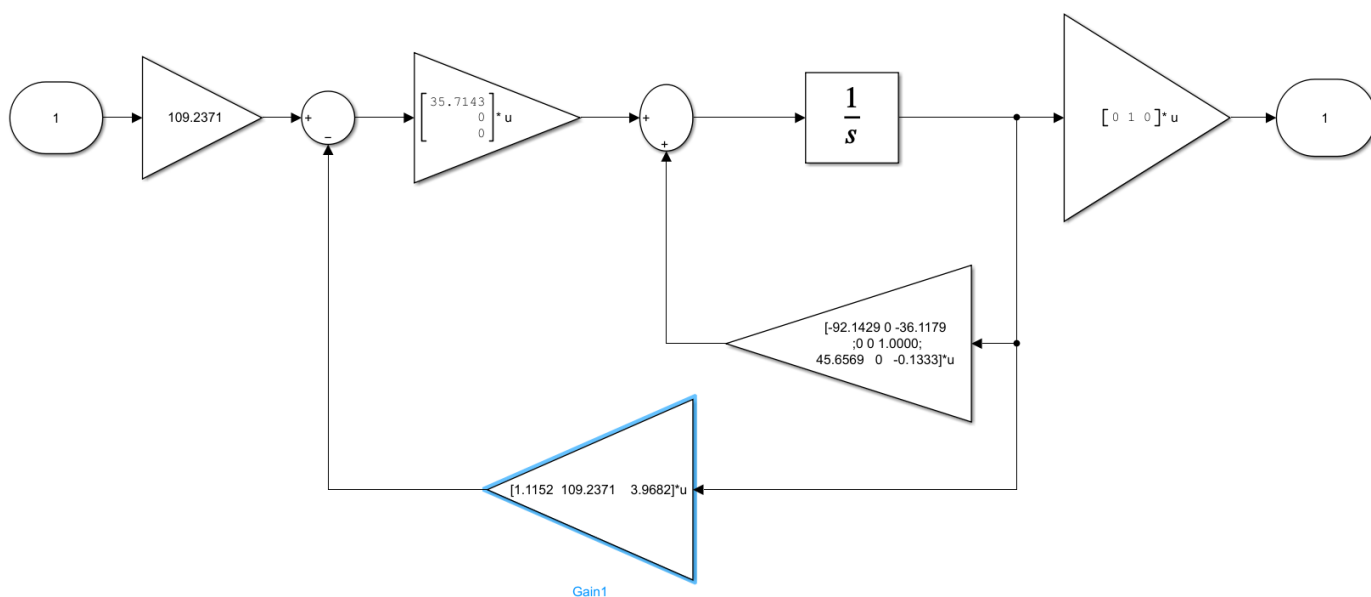 1
109.2371
+
−
[35.7143
0
0] * u
+
+
1
s
[ 0 1 0 ]* u
1
[-92.1429 0 -36.1179
;0 0 1.0000;
45.6569 0 -0.1333]*u
[1.1152 109.2371 3.9682]*u
Gain1